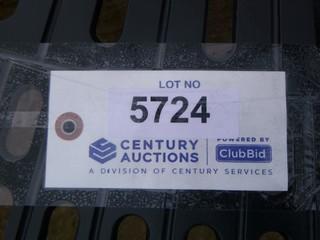 LOT NO
5724
CENTURY
AUCTIONS
POWERED BY
ClubBid
A DIVISION OF CENTURY SERVICES